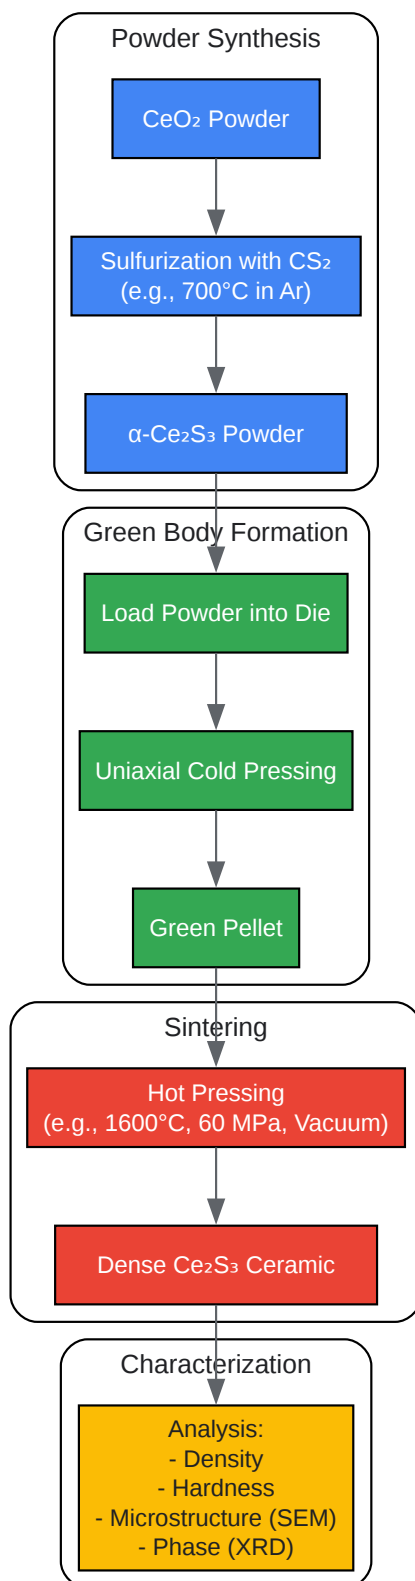 Powder Synthesis
CeO₂ Powder
Sulfurization with CS₂
(e.g., 700°C in Ar)
α-Ce₂S₃ Powder
Green Body Formation
Load Powder into Die
Uniaxial Cold Pressing
Green Pellet
Sintering
Hot Pressing
(e.g., 1600°C, 60 MPa, Vacuum)
Dense Ce₂S₃ Ceramic
Characterization
Analysis:
- Density
- Hardness
- Microstructure (SEM)
- Phase (XRD)